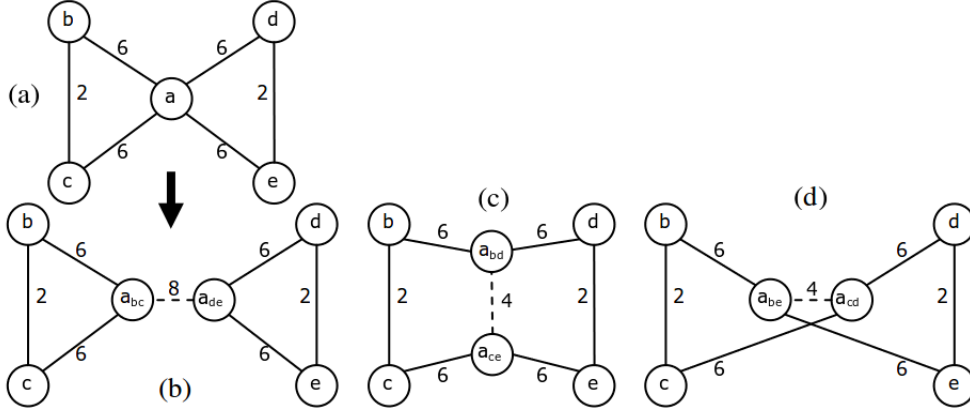 b d
6 6
(a) 2 a 2
6 6
c e
(c) (d)
b d b d b d
6 6 6 6 6 6
a_bd
2 a_bc 8 a_de 2 2 4 2 2 a_be 4 a_cd 2
a_ce
6 6 6 6 6 6
c (b) e c e c e